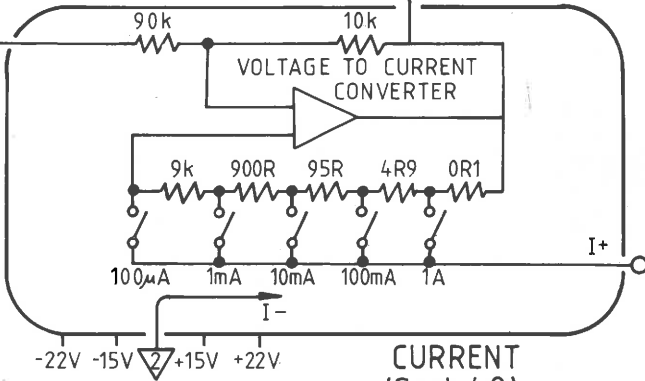 90k 10k
VOLTAGE TO CURRENT
CONVERTER
9k 900R 95R 4R9 0R1
I+
100μA 1mA 10mA 100mA 1A
I-
-22V -15V 2 +15V +22V
CURRENT